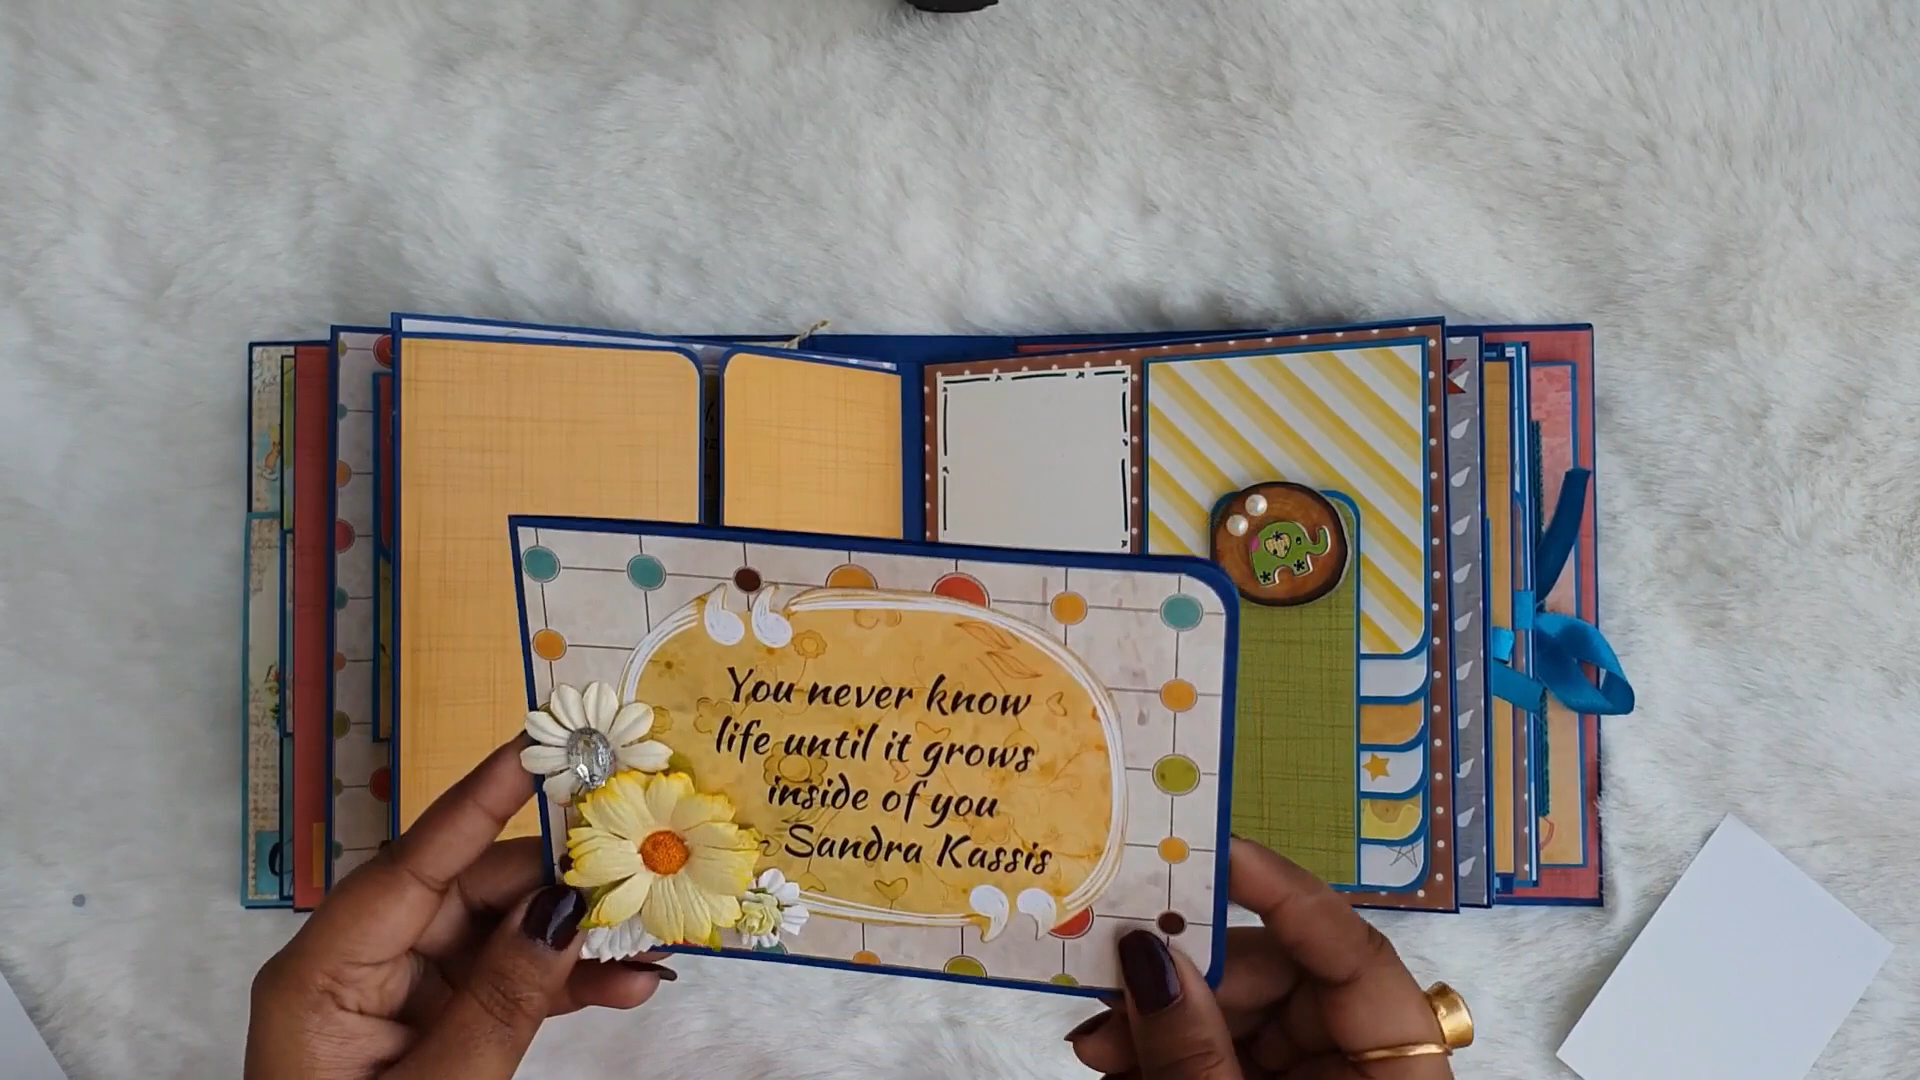 You never know
life until it grows
inside of you
Sandra Kassis